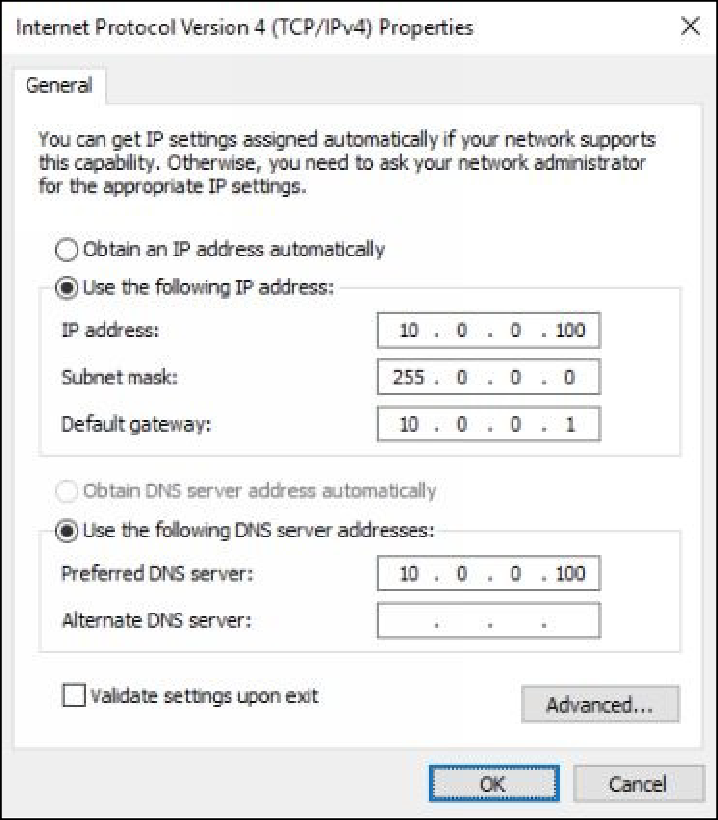 Internet Protocol Version 4 (TCP/IPv4) Properties
General
You can get IP settings assigned automatically if your network supports
this capability. Otherwise, you need to ask your network administrator
for the appropriate IP settings.
Obtain an IP address automatically
Use the following IP address:
IP address: 10 . 0 . 0 . 100
Subnet mask: 255 . 0 . 0 . 0
Default gateway: 10 . 0 . 0 . 1
Obtain DNS server address automatically
Use the following DNS server addresses:
Preferred DNS server: 10 . 0 . 0 . 100
Alternate DNS server: . . .
Validate settings upon exit
Advanced...
OK Cancel